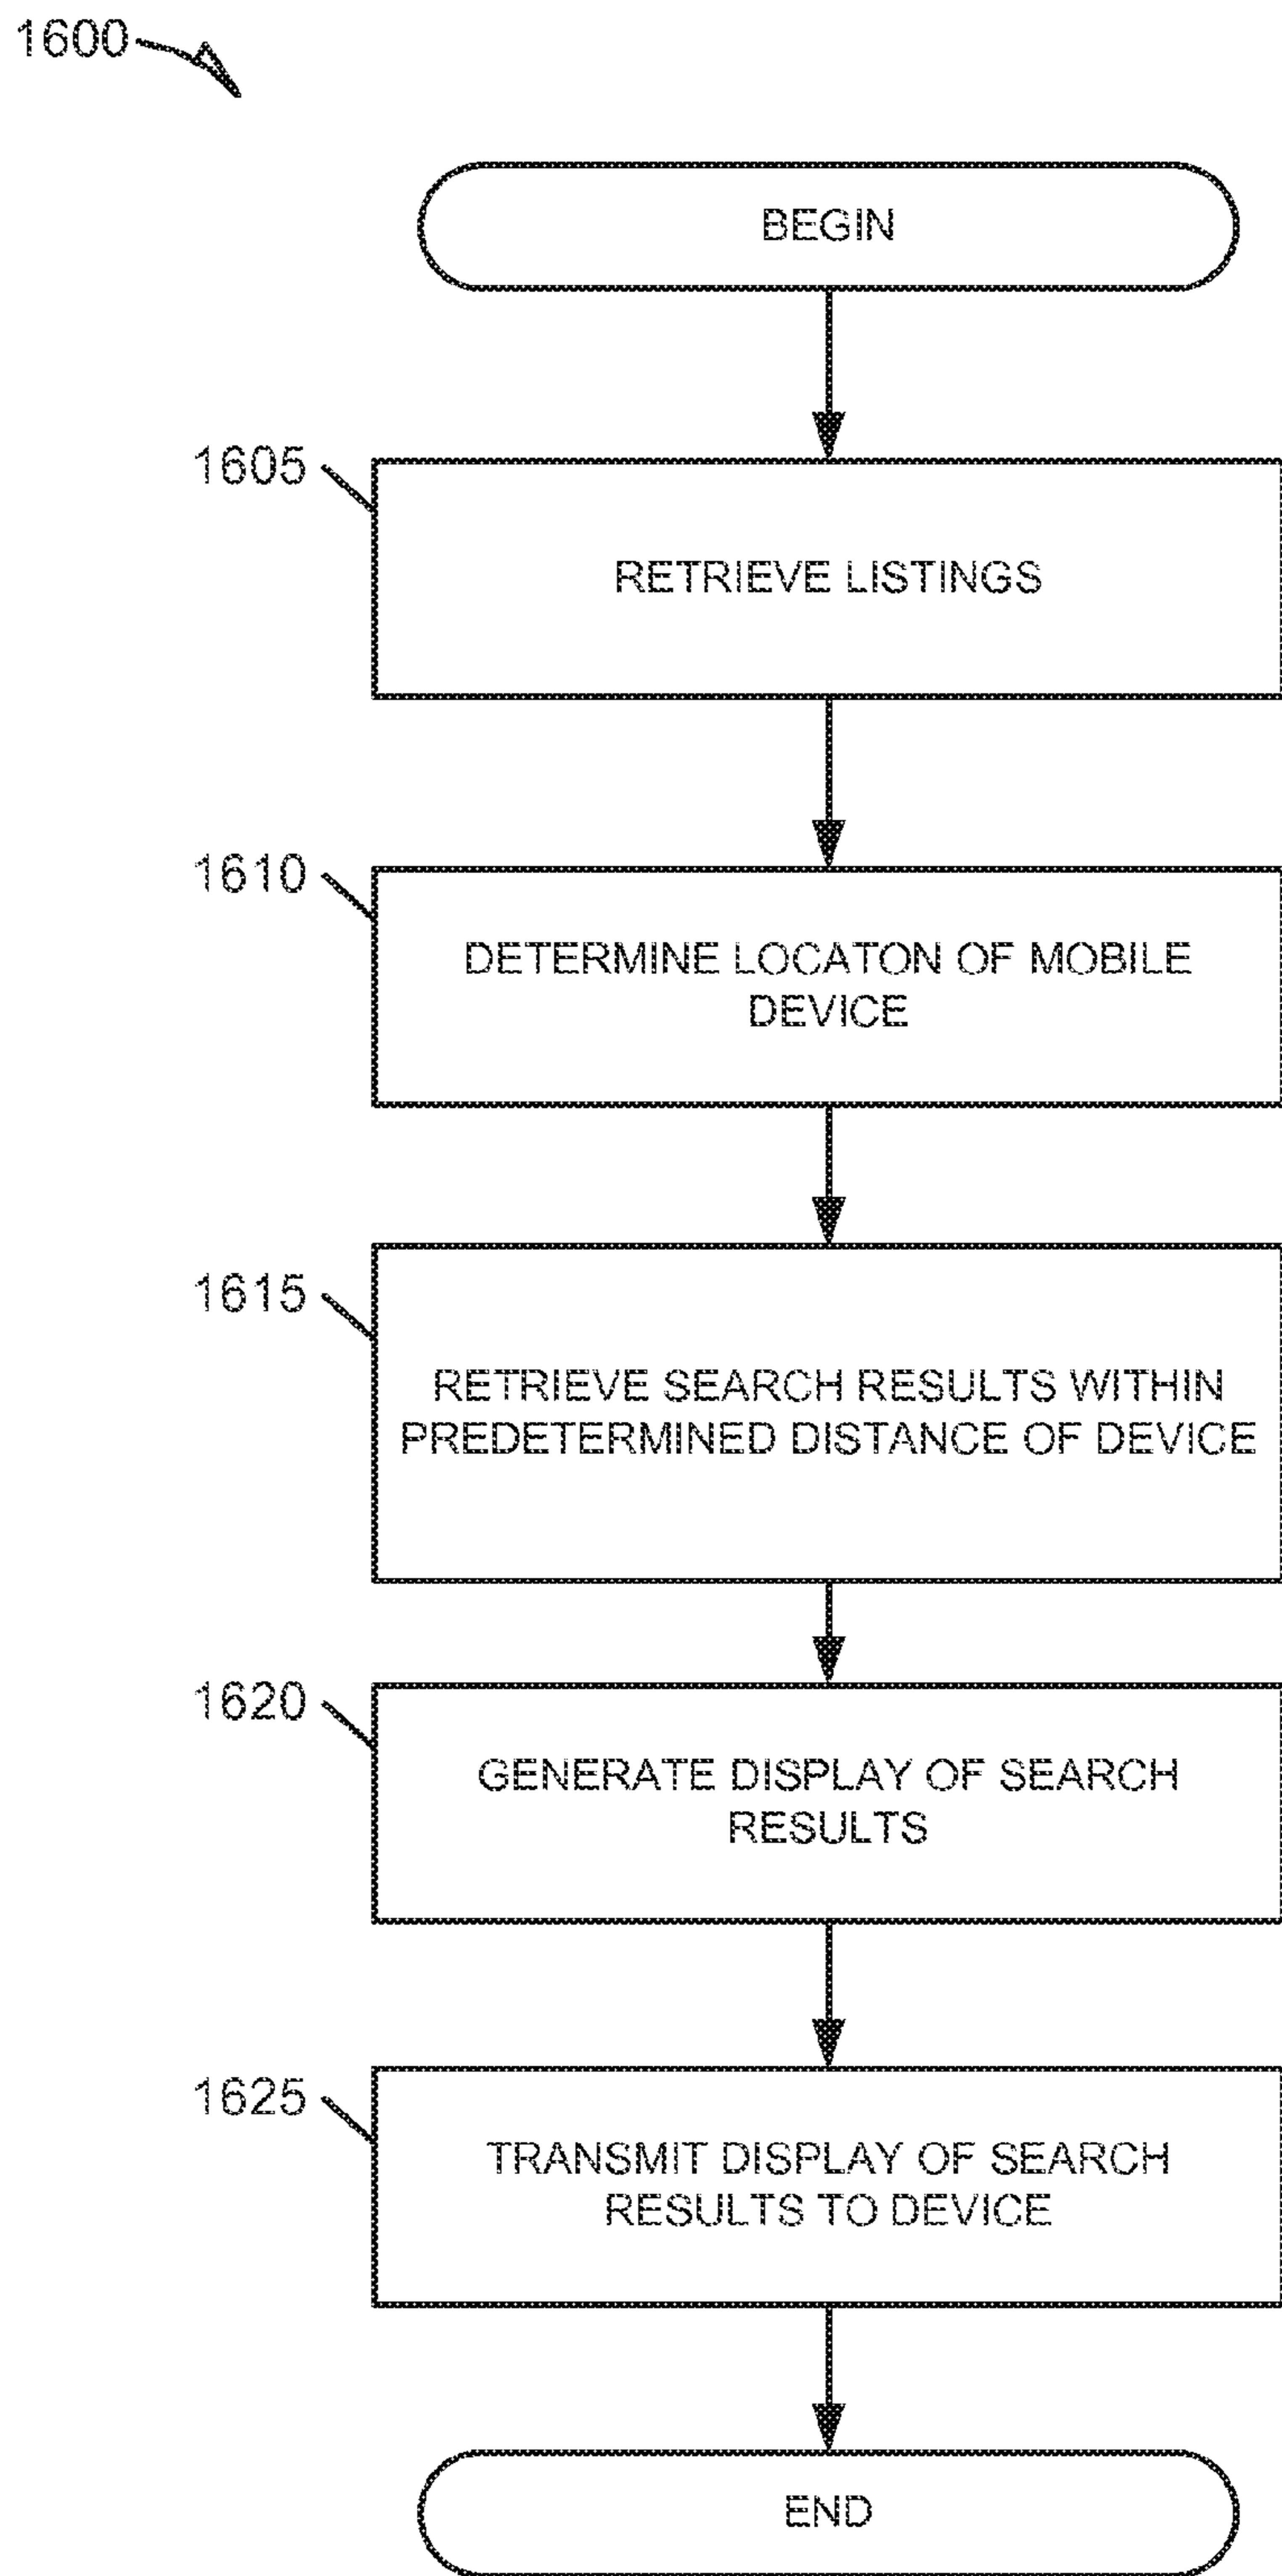 1600
BEGIN
1605
RETRIEVE LISTINGS
1610
DETERMINE LOCATON OF MOBILE
DEVICE
1615
RETRIEVE SEARCH RESULTS WITHIN
PREDETERMINED DISTANCE OF DEVICE
1620
GENERATE DISPLAY OF SEARCH
RESULTS
1625
TRANSMIT DISPLAY OF SEARCH
RESULTS TO DEVICE
END